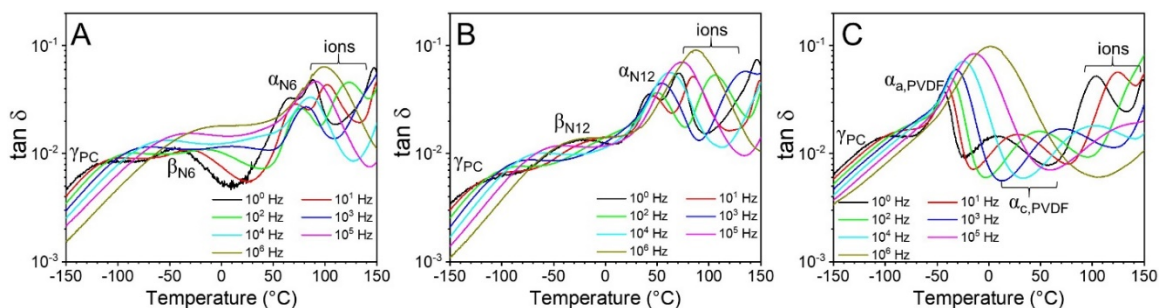 A
ions
α_N6
γ_PC
β_N6
10⁰ Hz 10¹ Hz
10² Hz 10³ Hz
10⁴ Hz 10⁵ Hz
10⁶ Hz
tan δ
10⁻¹
10⁻²
10⁻³
-150 -100 -50 0 50 100 150
Temperature (°C)
B
ions
α_N12
β_N12
γ_PC
10⁰ Hz 10¹ Hz
10² Hz 10³ Hz
10⁴ Hz 10⁵ Hz
10⁶ Hz
tan δ
10⁻¹
10⁻²
10⁻³
-150 -100 -50 0 50 100 150
Temperature (°C)
C
ions
α_a,PVDF
γ_PC
α_c,PVDF
10⁰ Hz 10¹ Hz
10² Hz 10³ Hz
10⁴ Hz 10⁵ Hz
10⁶ Hz
tan δ
10⁻¹
10⁻²
10⁻³
-150 -100 -50 0 50 100 150
Temperature (°C)